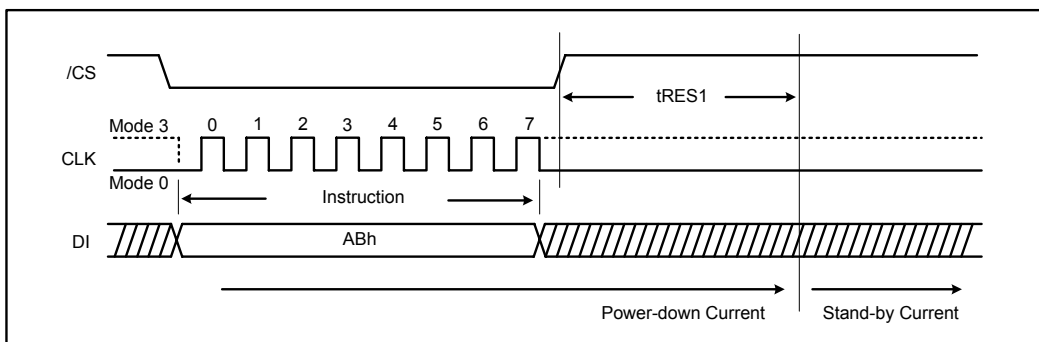 /CS
tRES1
Mode 3
0 1 2 3 4 5 6 7
CLK
Mode 0
Instruction
DI
ABh
Power-down Current
Stand-by Current